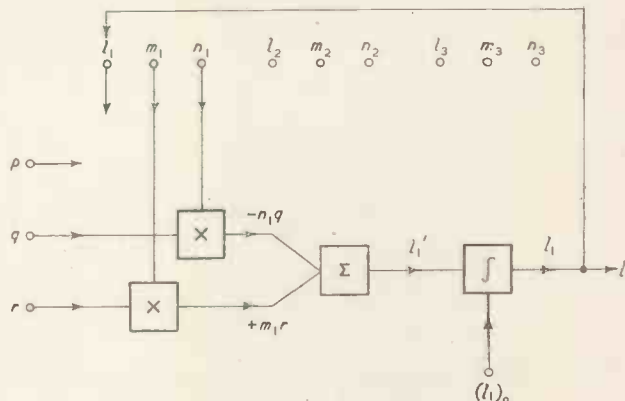 l₁ m₁ n₁ l₂ m₂ n₂ l₃ m₃ n₃
p
q × −n₁q
Σ l₁′ ∫ l₁ l
r × +m₁r
(l₁)₀